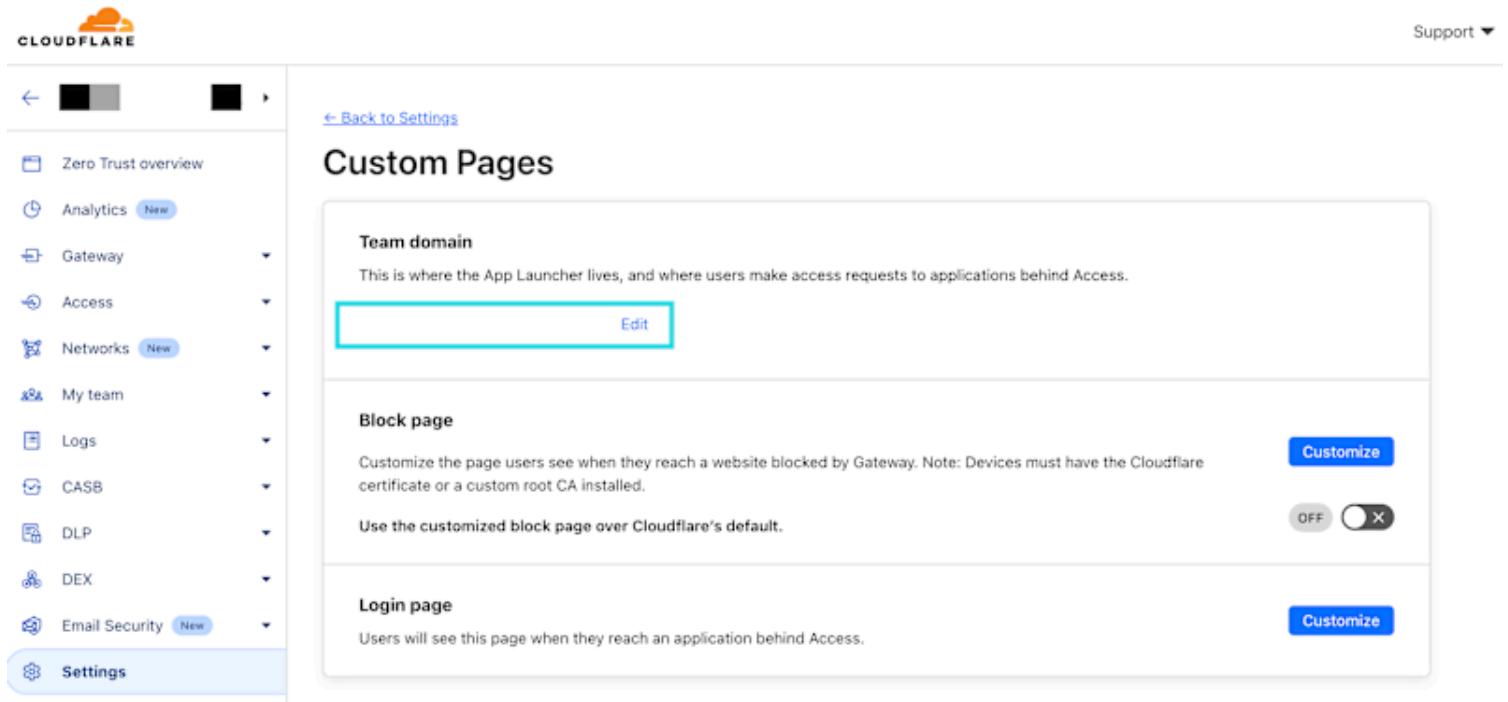 CLOUDFLARE
Support
← Back to Settings
Custom Pages
Zero Trust overview
Analytics New
Gateway
Access
Networks New
My team
Logs
CASB
DLP
DEX
Email Security New
Settings
Team domain
This is where the App Launcher lives, and where users make access requests to applications behind Access.
Edit
Block page
Customize the page users see when they reach a website blocked by Gateway. Note: Devices must have the Cloudflare
certificate or a custom root CA installed.
Customize
Use the customized block page over Cloudflare's default.
OFF
Login page
Users will see this page when they reach an application behind Access.
Customize